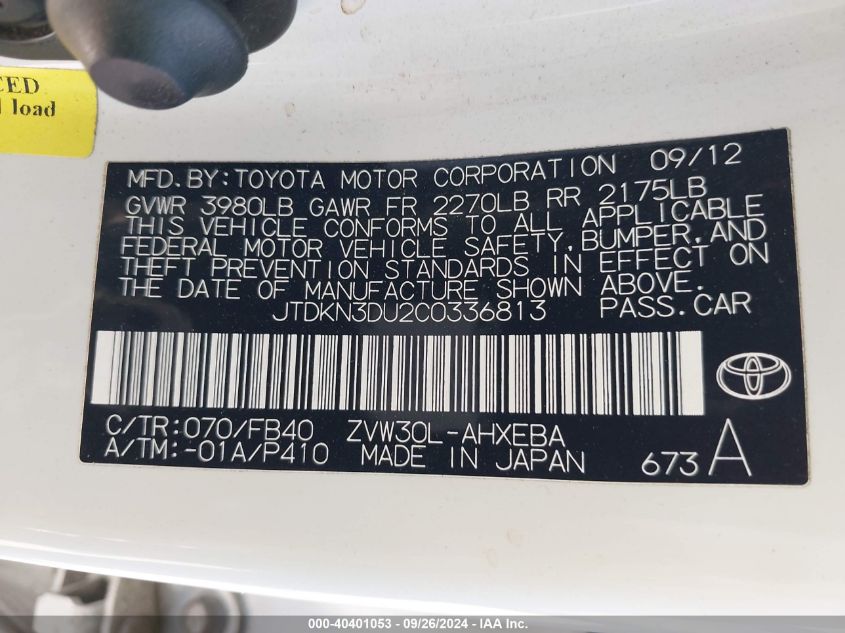 CED
load
MFD. BY: TOYOTA MOTOR CORPORATION 09/12
GVWR 3980LB GAWR FR 2270LB RR 2175LB
THIS VEHICLE CONFORMS TO ALL APPLICABLE
FEDERAL MOTOR VEHICLE SAFETY, BUMPER, AND
THEFT PREVENTION STANDARDS IN EFFECT ON
THE DATE OF MANUFACTURE SHOWN ABOVE.
JTDKN3DU2C0336813 PASS. CAR
C/TR: 070/FB40 ZVW30L-AHXEBA
A/TM: -01A/P410 MADE IN JAPAN 673 A
000-40401053 - 09/26/2024 - IAA Inc.